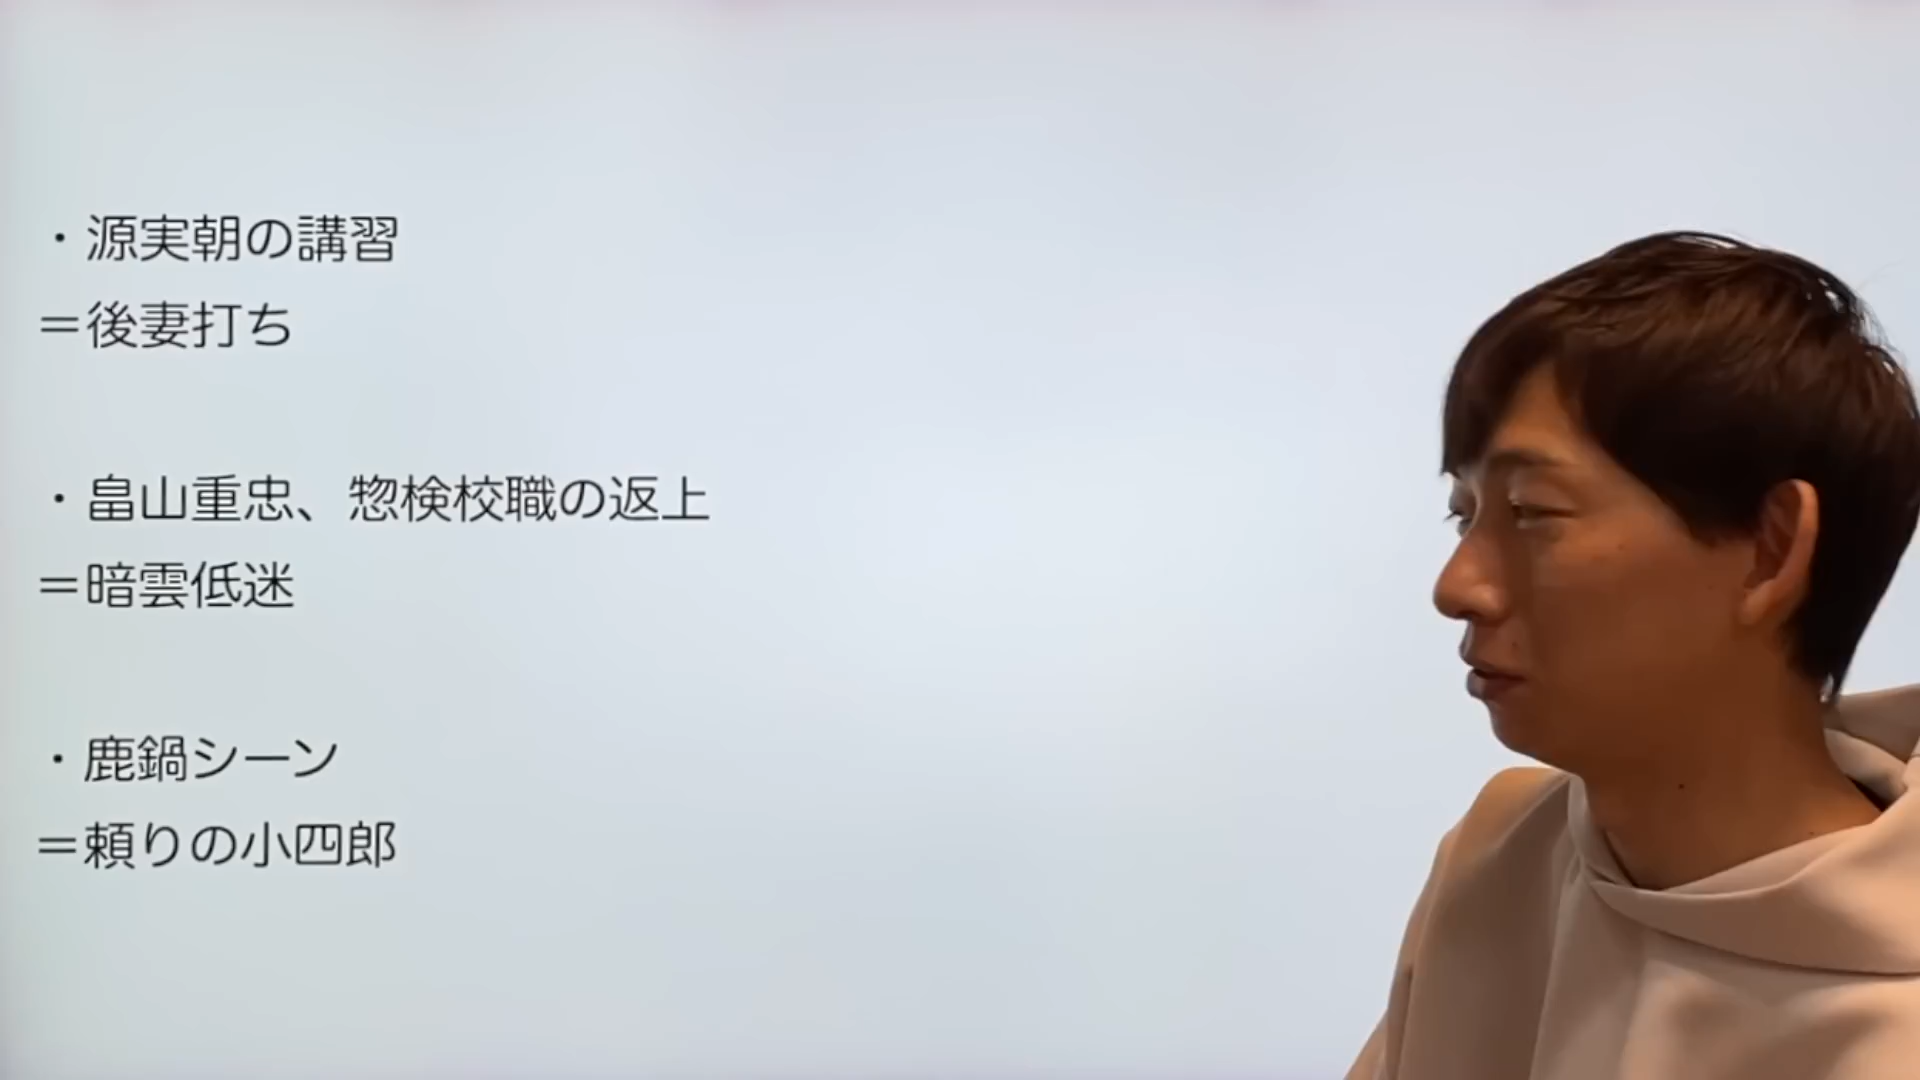 ・源実朝の講習
＝後妻打ち
・畠山重忠、惣検校職の返上
＝暗雲低迷
・鹿鍋シーン
＝頼りの小四郎